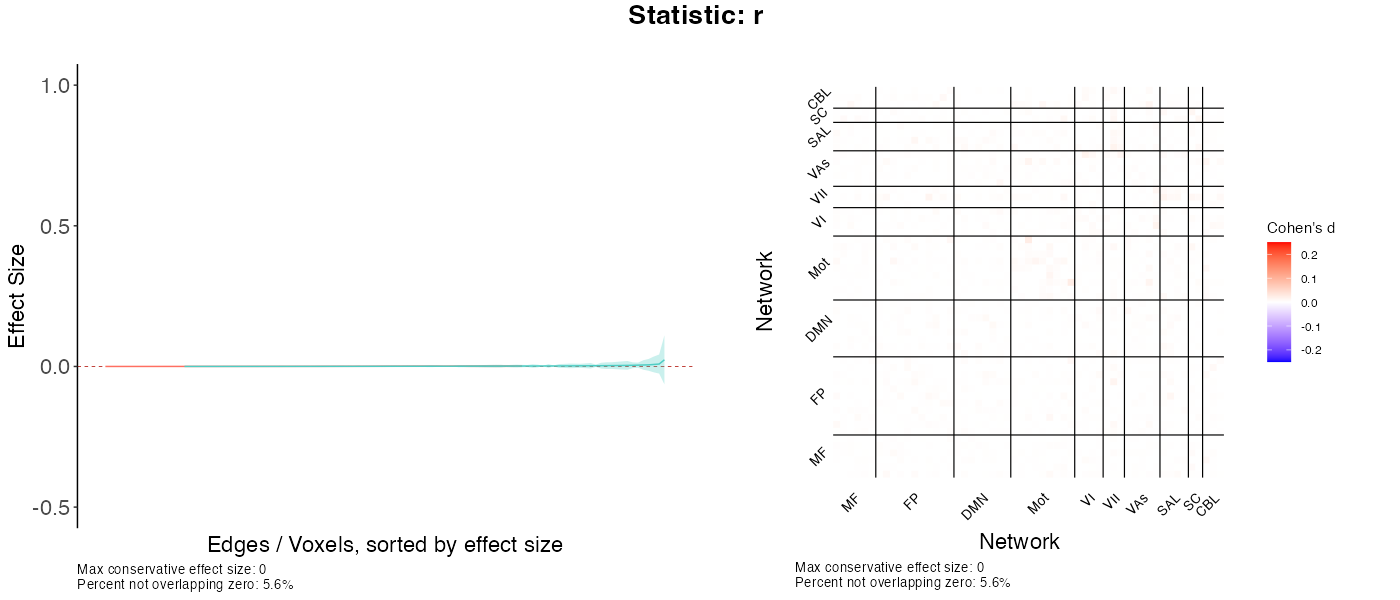 Statistic: r
1.0
0.5
0.0
-0.5
Effect Size
Edges / Voxels, sorted by effect size
Max conservative effect size: 0
Percent not overlapping zero: 5.6%
CBL
SC
SAL
VAs
VII
VI
Mot
DMN
FP
MF
Network
MF
FP
DMN
Mot
VI
VII
VAs
SAL
SC
CBL
Network
Max conservative effect size: 0
Percent not overlapping zero: 5.6%
Cohen's d
0.2
0.1
0.0
-0.1
-0.2